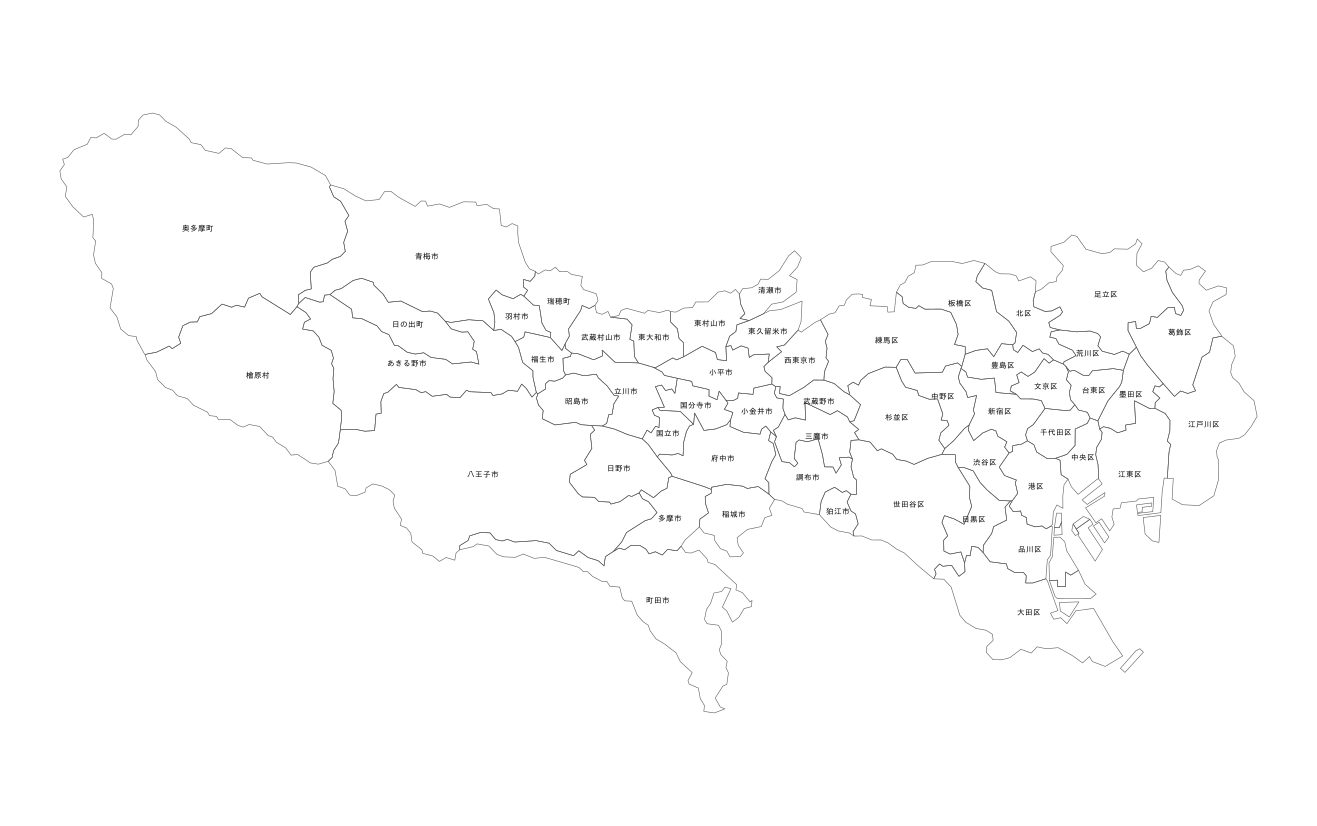 奥多摩町
足立区
青梅市
清瀬市
瑞穂町
板橋区
北区
羽村市
日の出町
東村山市
東久留米市
葛飾区
武蔵村山市
東大和市
練馬区
荒川区
福生市
西東京市
あきる野市
豊島区
檜原村
小平市
文京区
立川市
台東区
墨田区
中野区
昭島市
武蔵野市
国分寺市
小金井市
新宿区
杉並区
江戸川区
国立市
千代田区
三鷹市
府中市
中央区
渋谷区
日野市
八王子市
江東区
調布市
港区
世田谷区
狛江市
稲城市
多摩市
目黒区
品川区
町田市
大田区